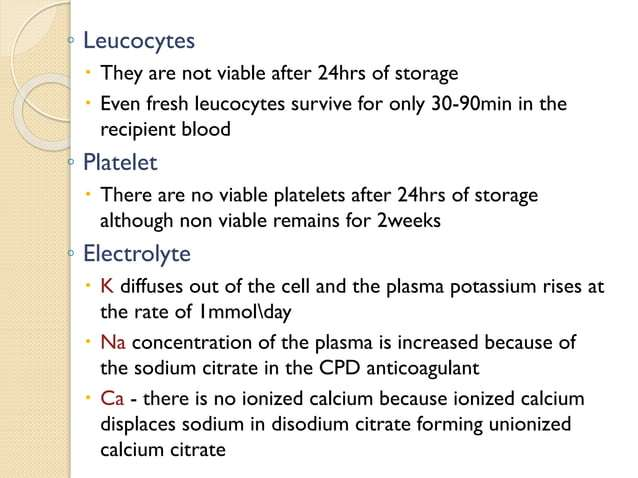 Leucocytes
They are not viable after 24hrs of storage
Even fresh leucocytes survive for only 30-90min in the
recipient blood
Platelet
There are no viable platelets after 24hrs of storage
although non viable remains for 2weeks
Electrolyte
K diffuses out of the cell and the plasma potassium rises at
the rate of 1mmol\day
Na concentration of the plasma is increased because of
the sodium citrate in the CPD anticoagulant
Ca - there is no ionized calcium because ionized calcium
displaces sodium in disodium citrate forming unionized
calcium citrate